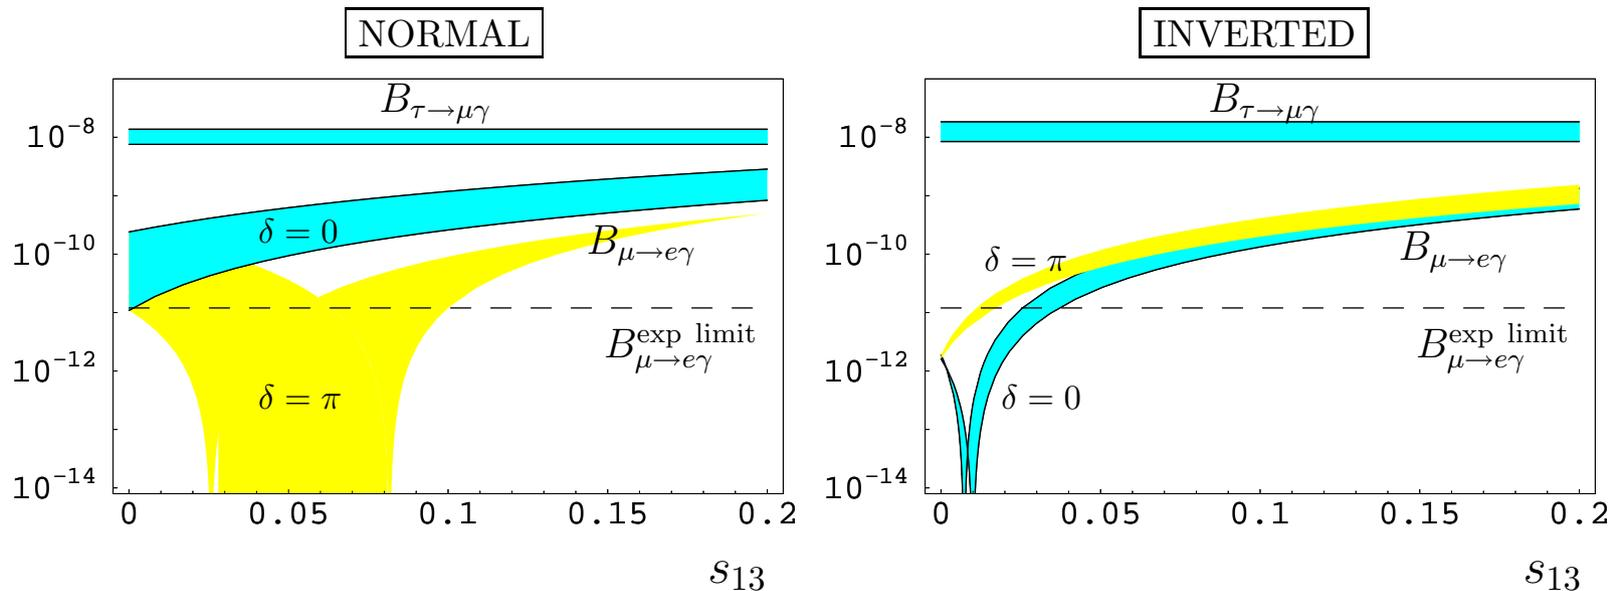 NORMAL
B_{τ→μγ}
10^{-8}
δ = 0
10^{-10}
B_{μ→eγ}
B_{μ→eγ}^{exp limit}
10^{-12}
δ = π
10^{-14}
0 0.05 0.1 0.15 0.2
s_{13}
INVERTED
B_{τ→μγ}
10^{-8}
10^{-10}
B_{μ→eγ}
δ = π
B_{μ→eγ}^{exp limit}
10^{-12}
δ = 0
10^{-14}
0 0.05 0.1 0.15 0.2
s_{13}